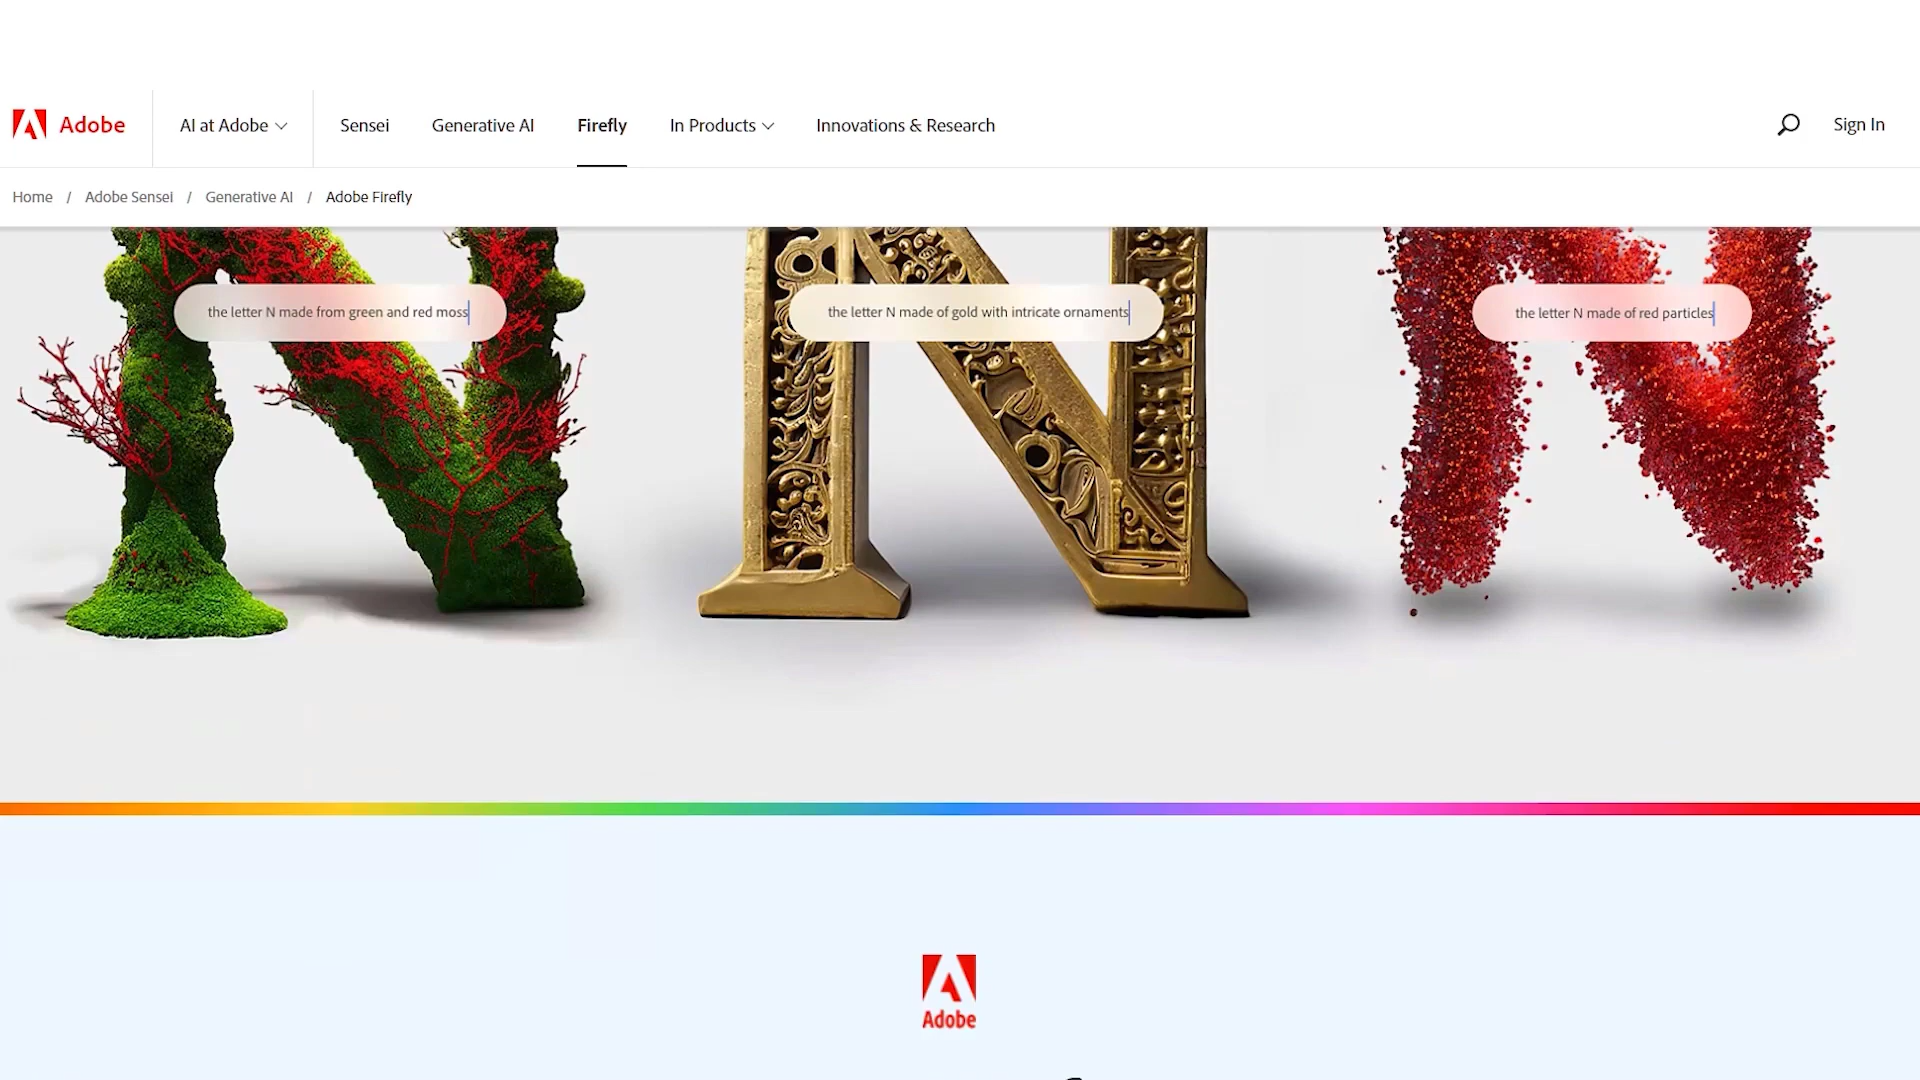 Adobe
AI at Adobe
Sensei
Generative AI
Firefly
In Products
Innovations & Research
Sign In
Home / Adobe Sensei / Generative AI / Adobe Firefly
the letter N made from green and red moss
the letter N made of gold with intricate ornaments
the letter N made of red particles
Adobe